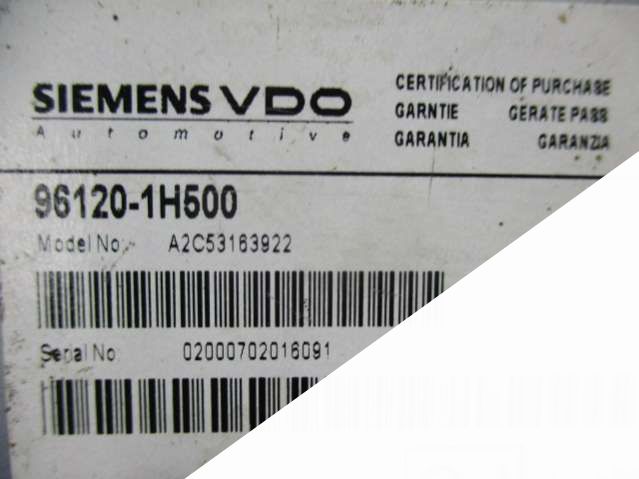 SIEMENS VDO
Automotive
CERTIFICATION OF PURCHASE
GARNTIE GERATE PASS
GARANTIA GARANZIA
96120-1H500
Model No:- A2C53163922
Serial No 02000702016091